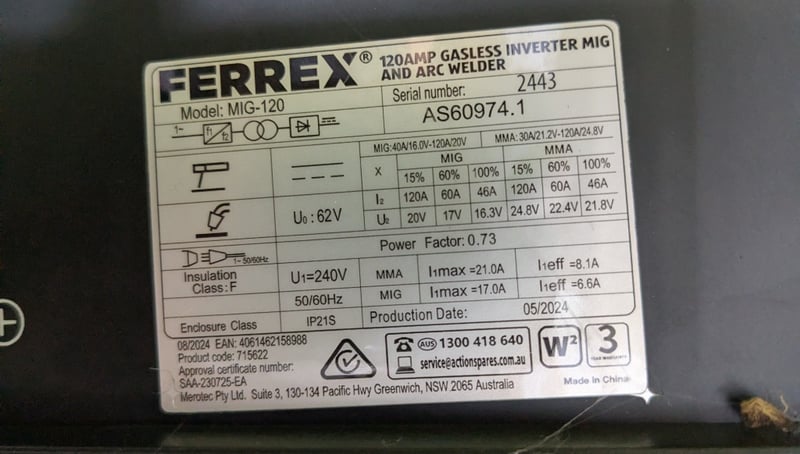 FERREX® 120AMP GASLESS INVERTER MIG AND ARC WELDER
Model: MIG-120
Serial number: 2443
AS60974.1
1~ f1 f2
MIG:40A/16.0V-120A/20V MMA: 30A/21.2V-120A/24.8V
X MIG MMA
15% 60% 100% 15% 60% 100%
I2 120A 60A 46A 120A 60A 46A
U0 : 62V U2 20V 17V 16.3V 24.8V 22.4V 21.8V
Power Factor: 0.73
1~ 50/60Hz
Insulation Class: F
U1=240V MMA I1max =21.0A I1eff =8.1A
50/60Hz MIG I1max =17.0A I1eff =6.6A
Enclosure Class IP21S Production Date: 05/2024
08/2024 EAN: 4061462158988
Product code: 715622
Approval certificate number:
SAA-230725-EA
Merotec Pty Ltd. Suite 3, 130-134 Pacific Hwy Greenwich, NSW 2065 Australia
AUS 1300 418 640
service@actionspares.com.au
W²
3
YEAR WARRANTY
Made in China